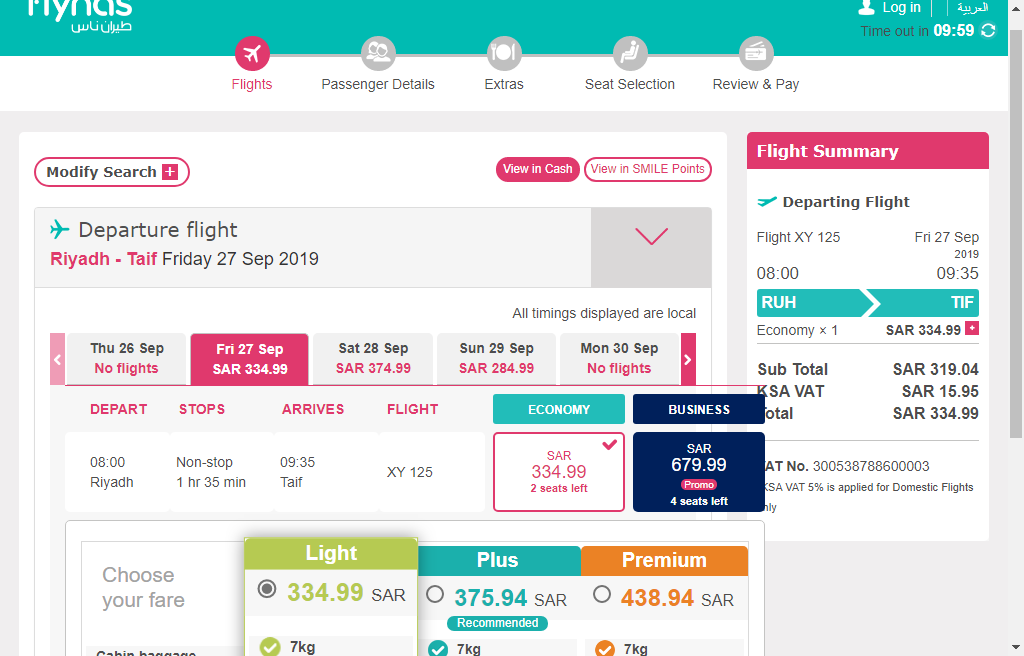 flynas
طيران ناس
Log in
العربية
Time out in 09:59
Flights
Passenger Details
Extras
Seat Selection
Review & Pay
Modify Search +
View in Cash
View in SMILE Points
Departure flight
Riyadh - Taif Friday 27 Sep 2019
All timings displayed are local
Thu 26 Sep
No flights
Fri 27 Sep
SAR 334.99
Sat 28 Sep
SAR 374.99
Sun 29 Sep
SAR 284.99
Mon 30 Sep
No flights
DEPART
STOPS
ARRIVES
FLIGHT
ECONOMY
BUSINESS
08:00
Riyadh
Non-stop
1 hr 35 min
09:35
Taif
XY 125
SAR
334.99
2 seats left
SAR
679.99
Promo
4 seats left
Choose
your fare
Light
334.99 SAR
Plus
375.94 SAR
Recommended
Premium
438.94 SAR
Cabin baggage
7kg
7kg
7kg
Flight Summary
Departing Flight
Flight XY 125
Fri 27 Sep
2019
08:00
09:35
RUH
TIF
Economy × 1
SAR 334.99 +
Sub Total
SAR 319.04
KSA VAT
SAR 15.95
Total
SAR 334.99
VAT No. 300538788600003
KSA VAT 5% is applied for Domestic Flights
only